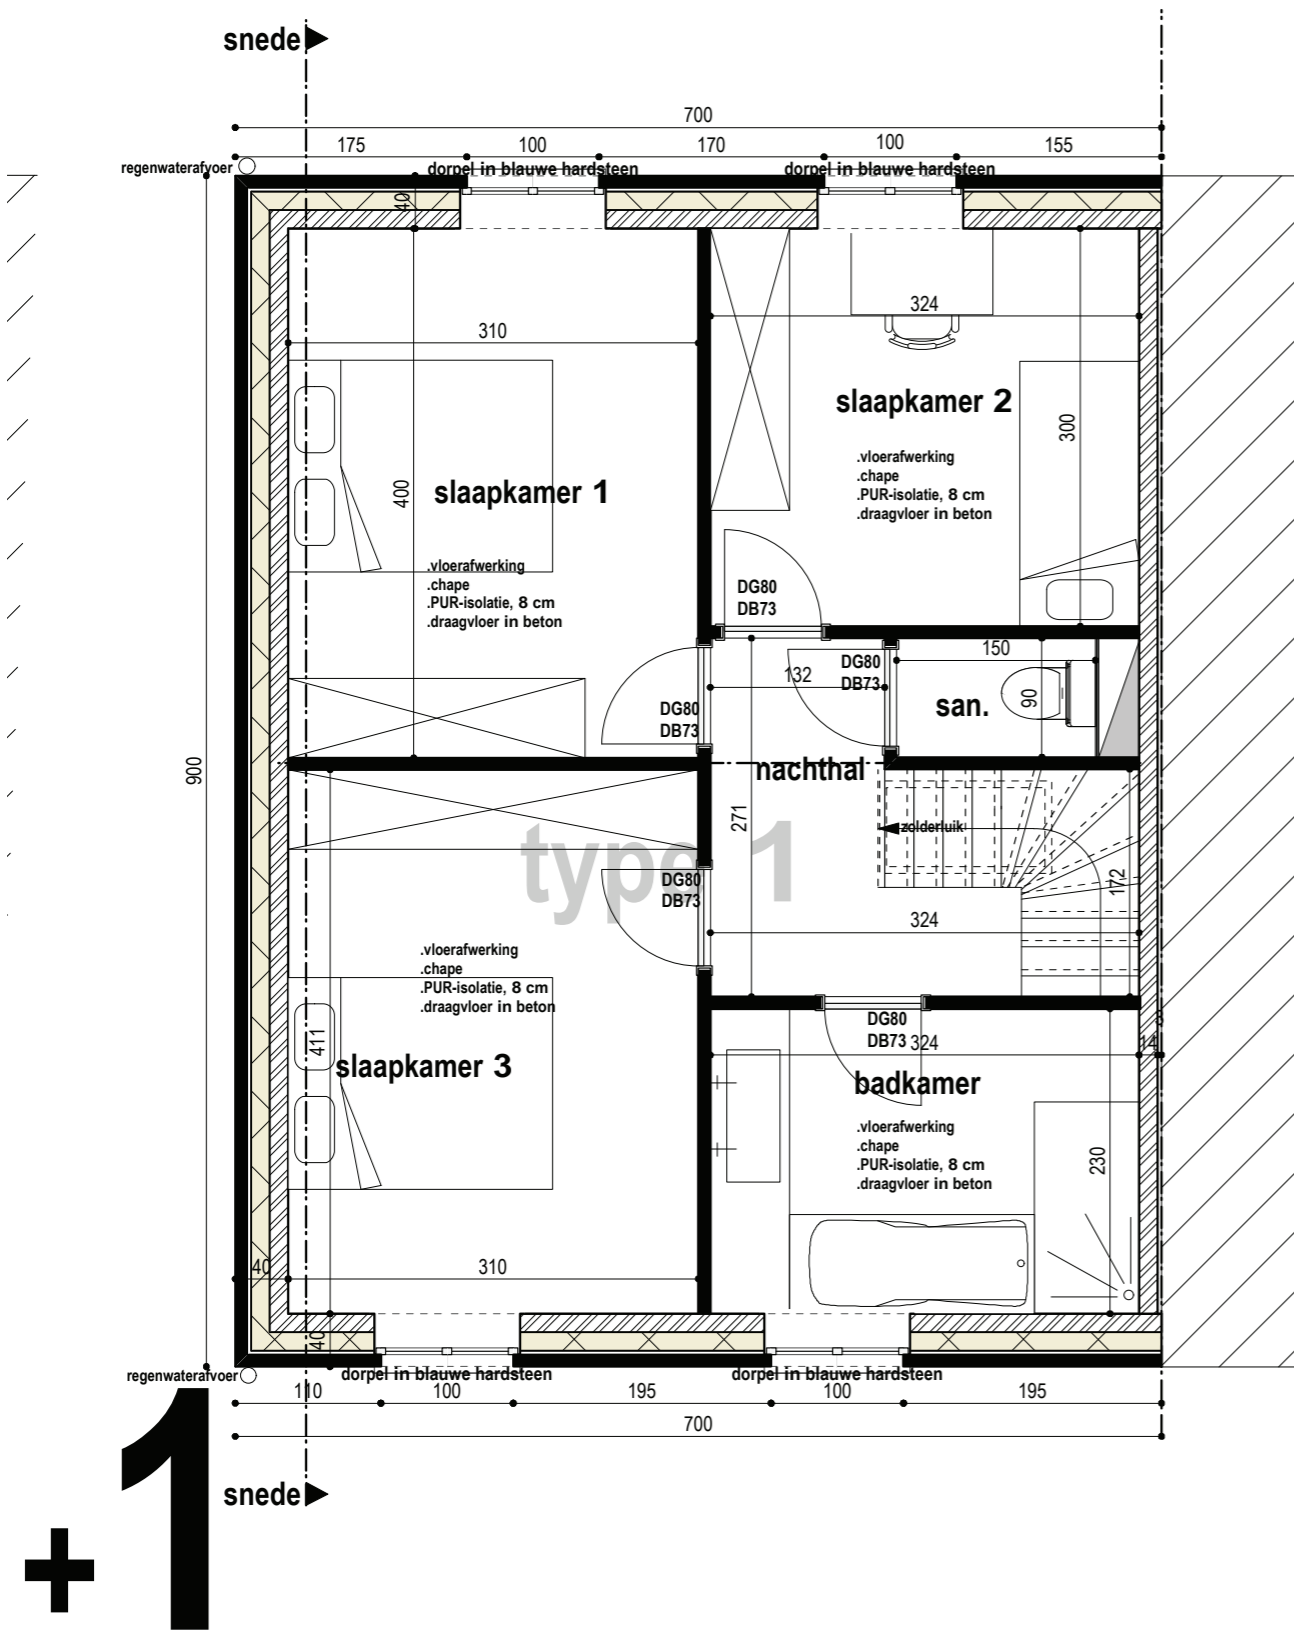 snede
700
175
100
170
100
155
regenwaterafvoer
dorpel in blauwe hardsteen
dorpel in blauwe hardsteen
40
324
310
slaapkamer 2
300
.vloerafwerking
.chape
.PUR-isolatie, 8 cm
.draagvloer in beton
400
slaapkamer 1
.vloerafwerking
.chape
.PUR-isolatie, 8 cm
.draagvloer in beton
DG80
DB73
150
DG80
DB73
132
90
san.
DG80
DB73
900
nachthal
271
zolderluik
type 1
172
DG80
DB73
324
.vloerafwerking
.chape
.PUR-isolatie, 8 cm
.draagvloer in beton
DG80
DB73
324
14
411
slaapkamer 3
badkamer
.vloerafwerking
.chape
.PUR-isolatie, 8 cm
.draagvloer in beton
230
40
310
40
regenwaterafvoer
dorpel in blauwe hardsteen
dorpel in blauwe hardsteen
110
100
195
100
195
700
snede
+1